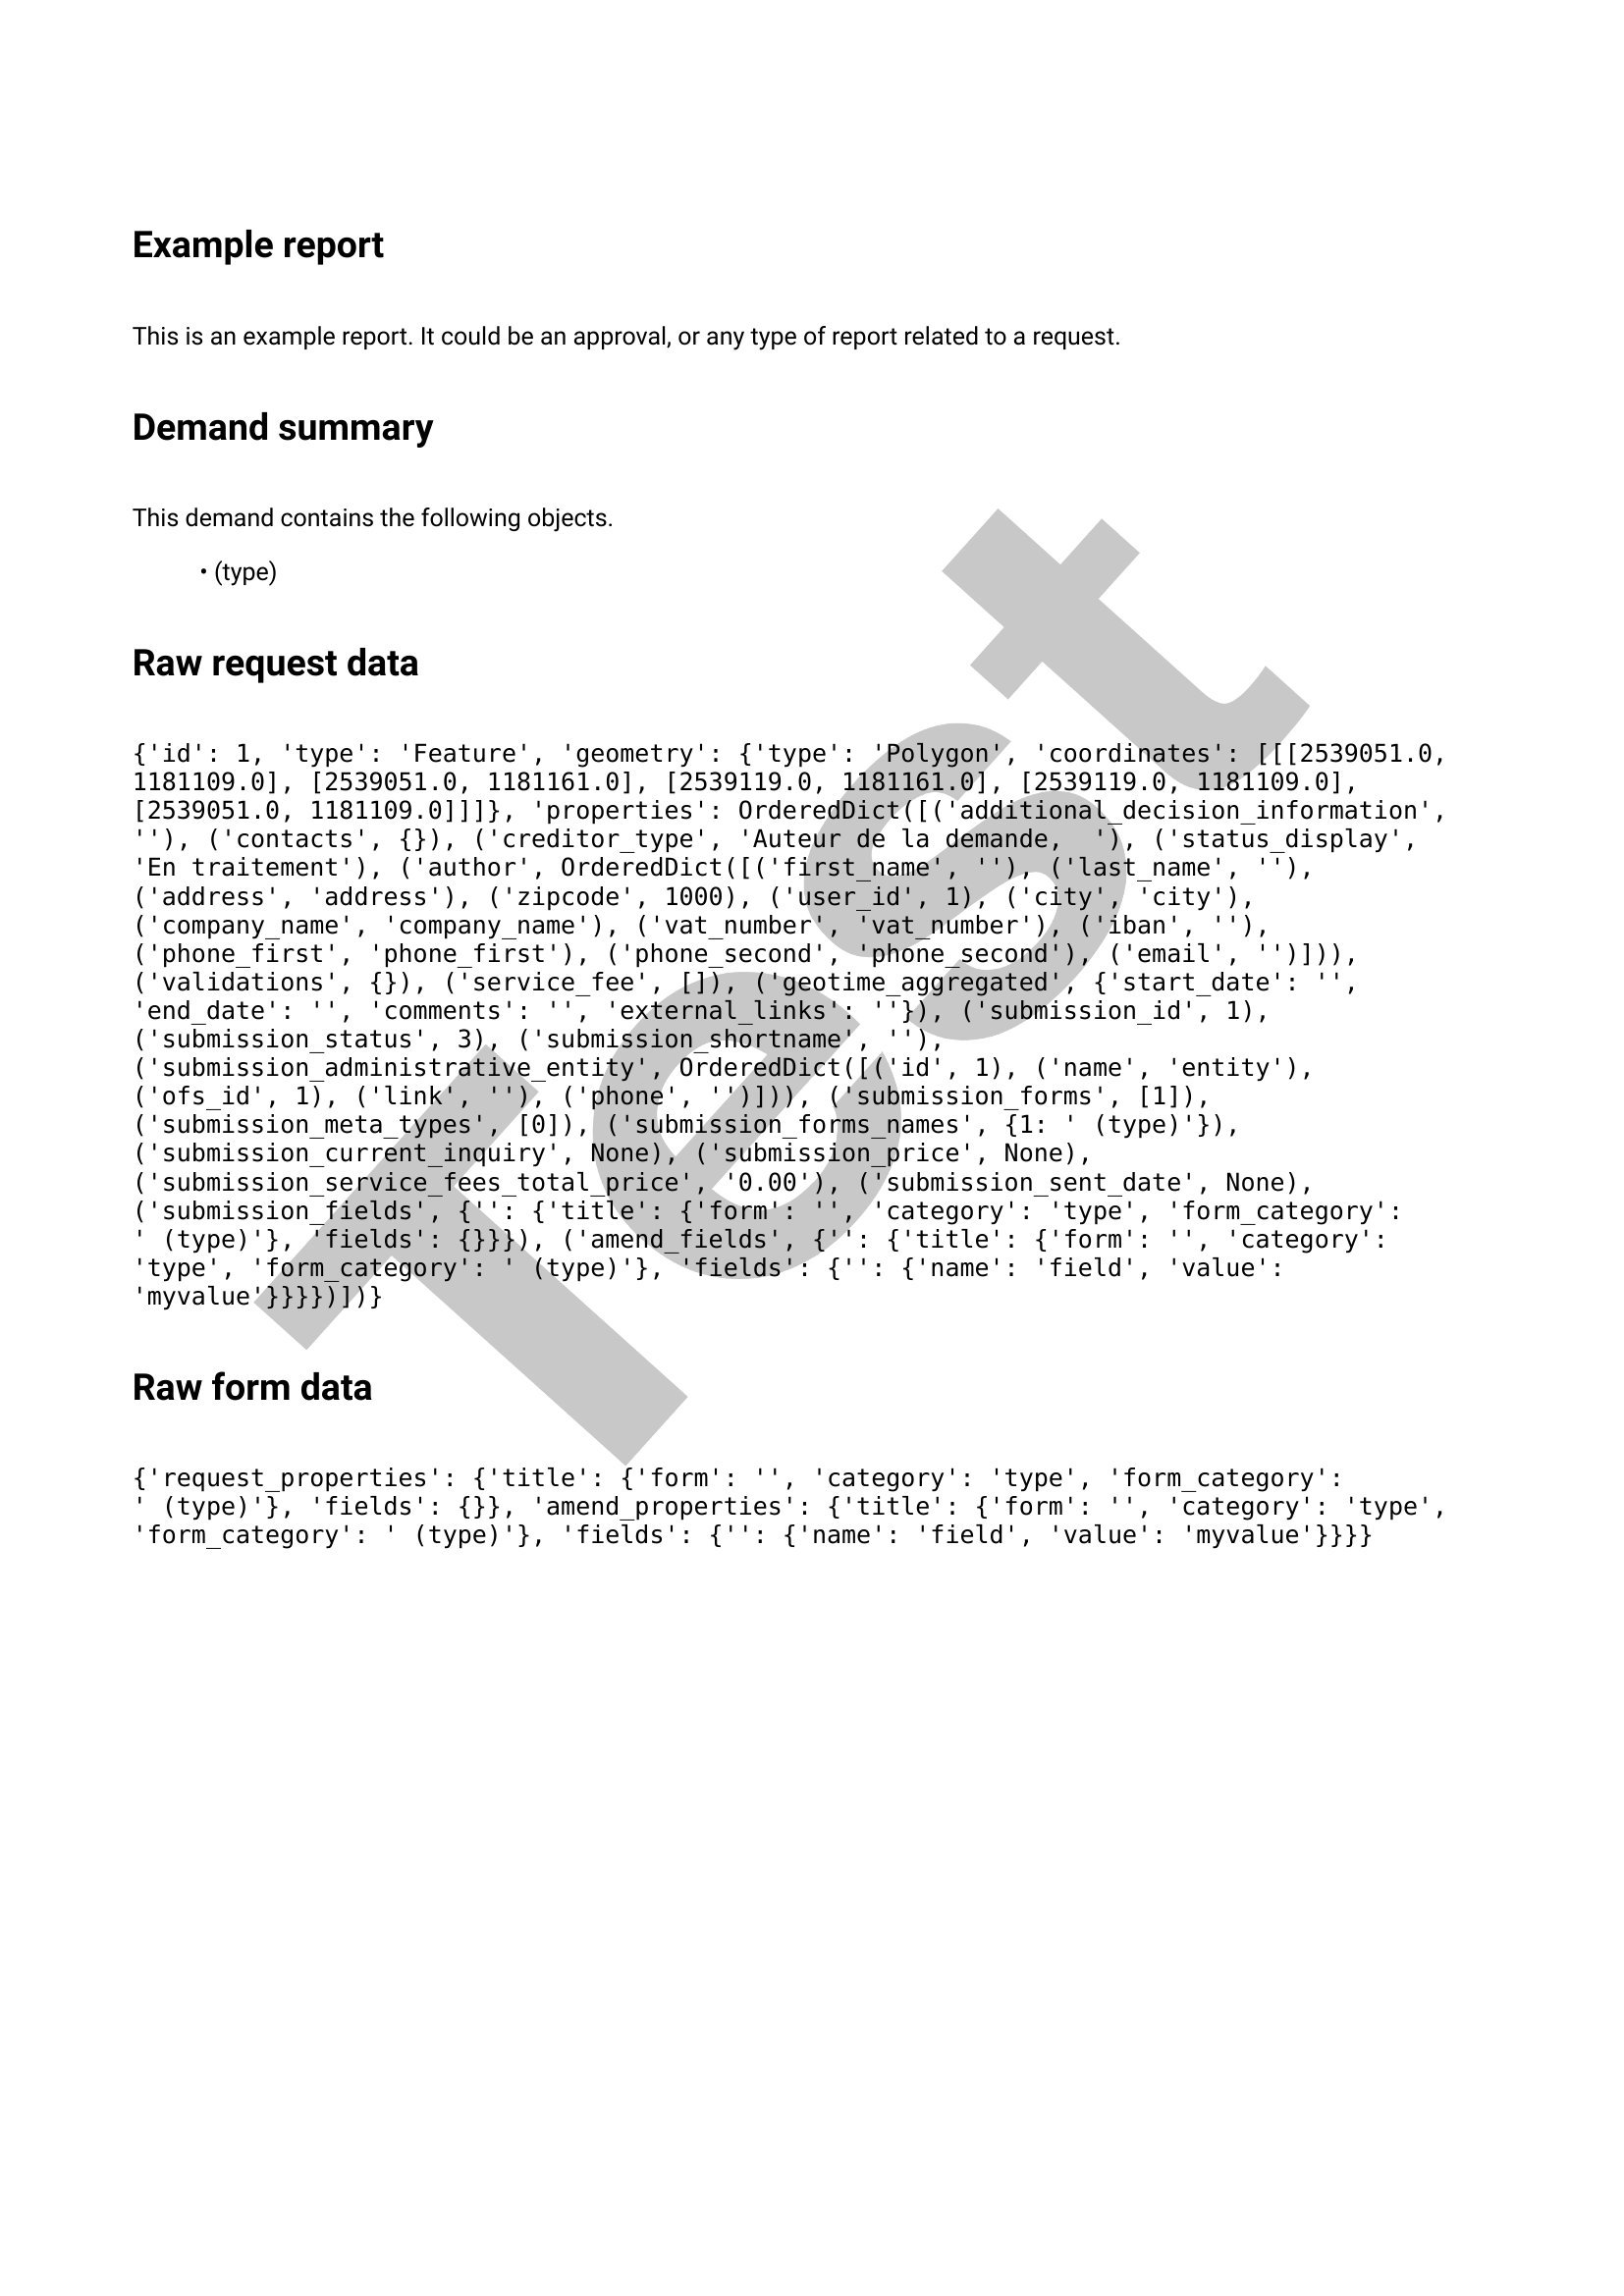 Example report
This is an example report. It could be an approval, or any type of report related to a request.
Demand summary
This demand contains the following objects.
• (type)
Raw request data
{'id': 1, 'type': 'Feature', 'geometry': {'type': 'Polygon', 'coordinates': [[[2539051.0,
1181109.0], [2539051.0, 1181161.0], [2539119.0, 1181161.0], [2539119.0, 1181109.0],
[2539051.0, 1181109.0]]]}, 'properties': OrderedDict([('additional_decision_information',
''), ('contacts', {}), ('creditor_type', 'Auteur de la demande,  '), ('status_display',
'En traitement'), ('author', OrderedDict([('first_name', ''), ('last_name', ''),
('address', 'address'), ('zipcode', 1000), ('user_id', 1), ('city', 'city'),
('company_name', 'company_name'), ('vat_number', 'vat_number'), ('iban', ''),
('phone_first', 'phone_first'), ('phone_second', 'phone_second'), ('email', '')])),
('validations', {}), ('service_fee', []), ('geotime_aggregated', {'start_date': '',
'end_date': '', 'comments': '', 'external_links': ''}), ('submission_id', 1),
('submission_status', 3), ('submission_shortname', ''),
('submission_administrative_entity', OrderedDict([('id', 1), ('name', 'entity'),
('ofs_id', 1), ('link', ''), ('phone', '')])), ('submission_forms', [1]),
('submission_meta_types', [0]), ('submission_forms_names', {1: ' (type)'}),
('submission_current_inquiry', None), ('submission_price', None),
('submission_service_fees_total_price', '0.00'), ('submission_sent_date', None),
('submission_fields', {'': {'title': {'form': '', 'category': 'type', 'form_category':
' (type)'}, 'fields': {}}}), ('amend_fields', {'': {'title': {'form': '', 'category':
'type', 'form_category': ' (type)'}, 'fields': {'': {'name': 'field', 'value':
'myvalue'}}}})])}
Raw form data
{'request_properties': {'title': {'form': '', 'category': 'type', 'form_category':
' (type)'}, 'fields': {}}, 'amend_properties': {'title': {'form': '', 'category': 'type',
'form_category': ' (type)'}, 'fields': {'': {'name': 'field', 'value': 'myvalue'}}}}
Test